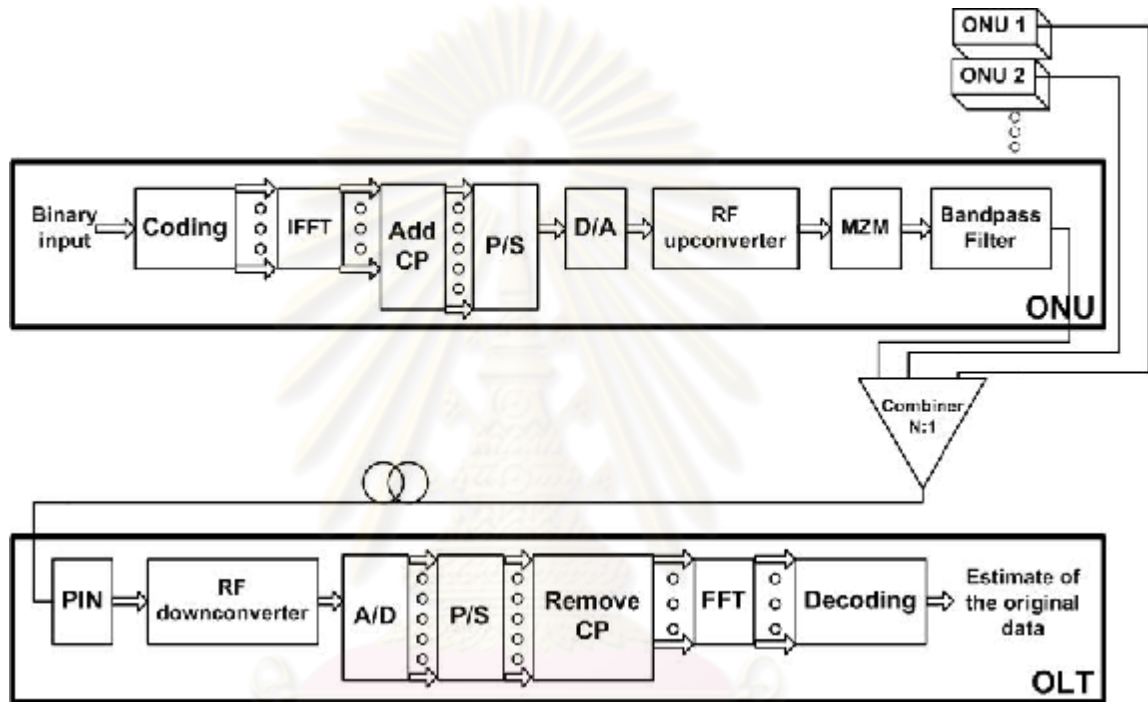 ONU 1
ONU 2
Binary
input
Coding
IFFT
Add
CP
P/S
D/A
RF
upconverter
MZM
Bandpass
Filter
ONU
Combiner
N:1
PIN
RF
downconverter
A/D
P/S
Remove
CP
FFT
Decoding
Estimate of
the original
data
OLT